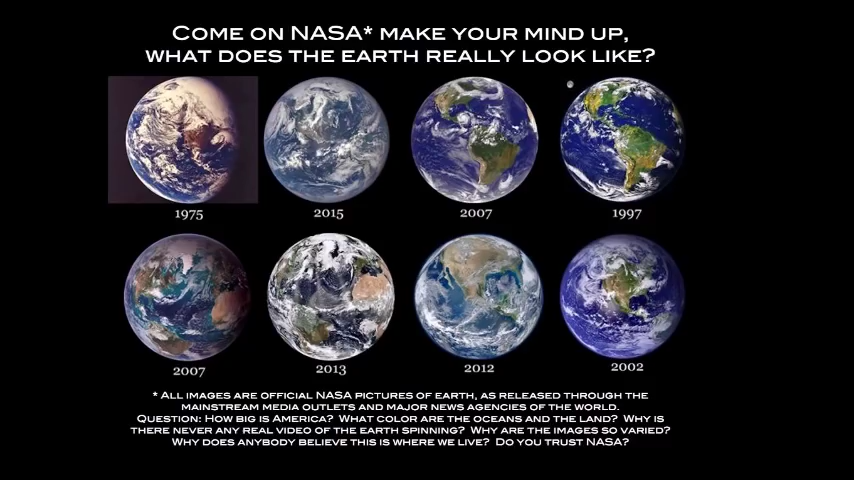 COME ON NASA* MAKE YOUR MIND UP,
WHAT DOES THE EARTH REALLY LOOK LIKE?
1975
2015
2007
1997
2007
2013
2012
2002
* ALL IMAGES ARE OFFICIAL NASA PICTURES OF EARTH, AS RELEASED THROUGH THE
MAINSTREAM MEDIA OUTLETS AND MAJOR NEWS AGENCIES OF THE WORLD.
QUESTION: HOW BIG IS AMERICA? WHAT COLOR ARE THE OCEANS AND THE LAND? WHY IS
THERE NEVER ANY REAL VIDEO OF THE EARTH SPINNING? WHY ARE THE IMAGES SO VARIED?
WHY DOES ANYBODY BELIEVE THIS IS WHERE WE LIVE? DO YOU TRUST NASA?